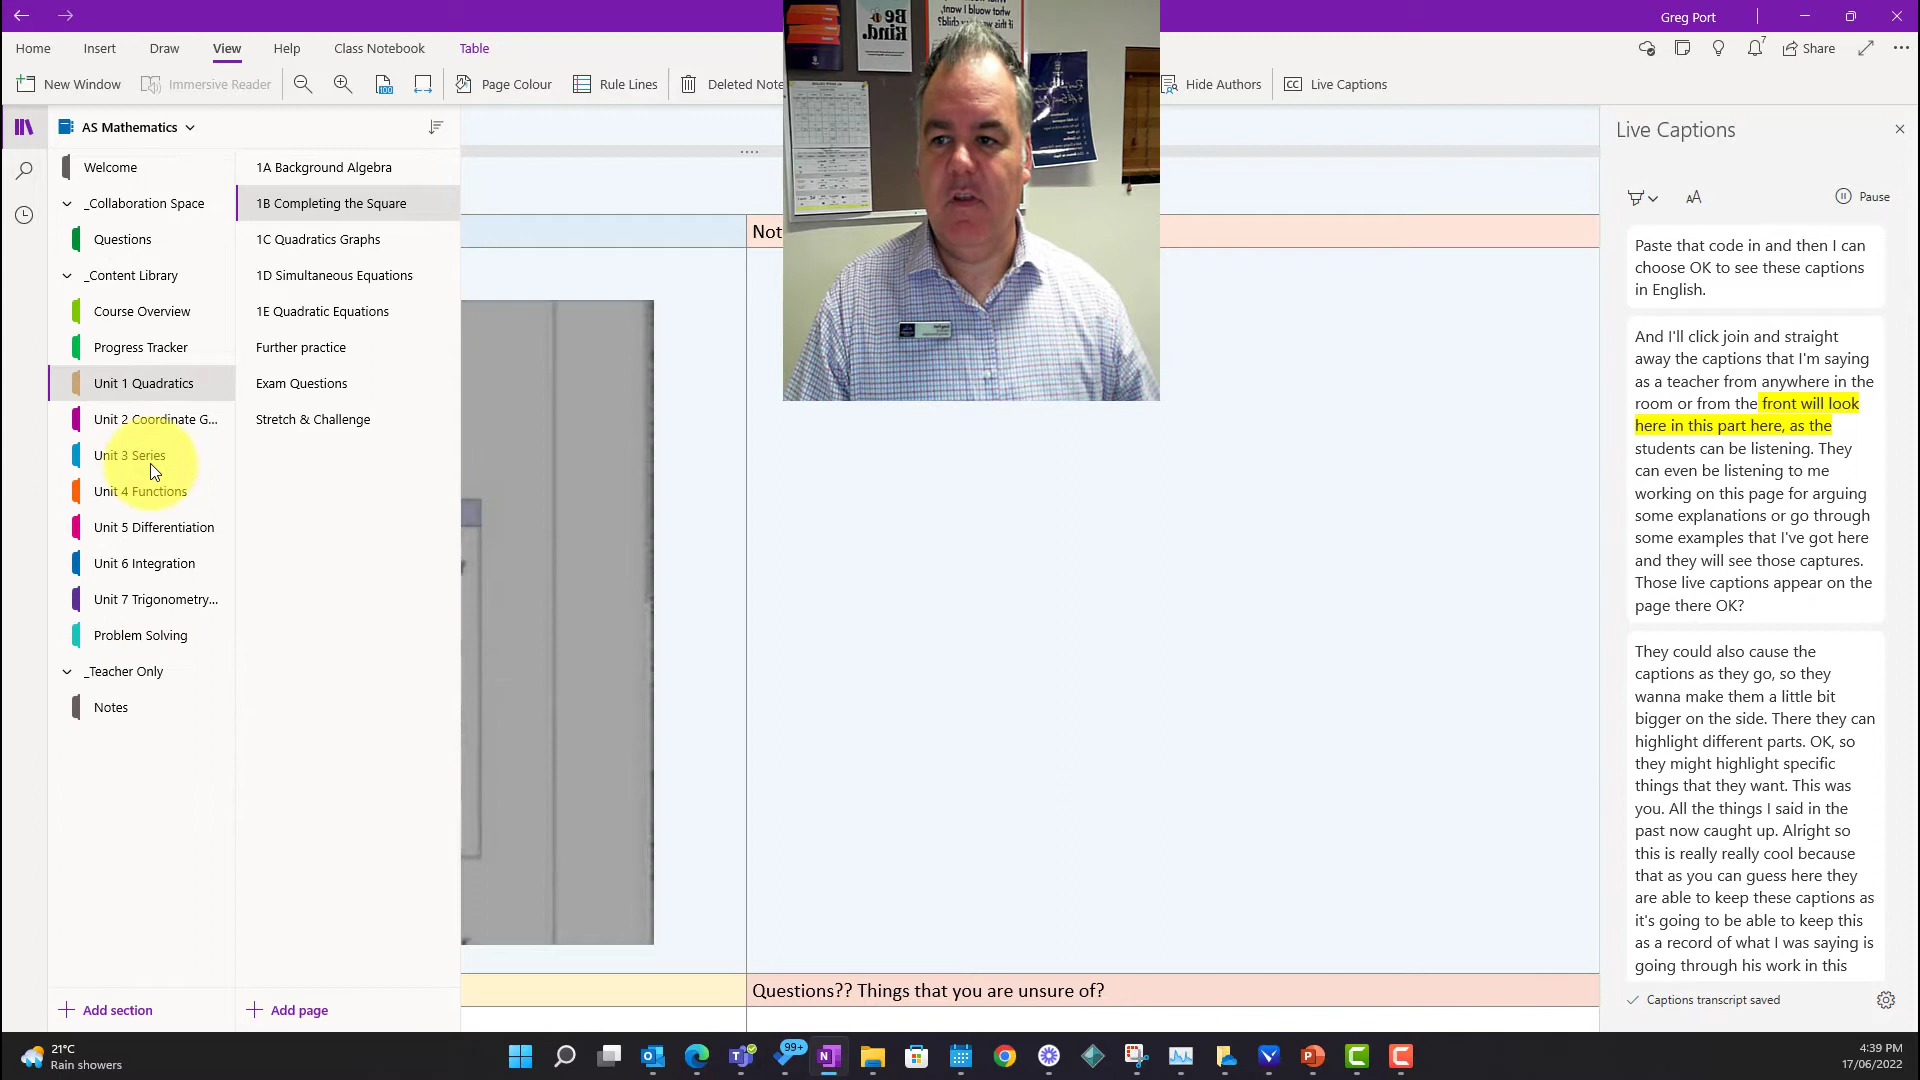 Greg Port
Home Insert Draw View Help Class Notebook Table
7
Share
New Window
Immersive Reader
100
Page Colour
Rule Lines
Deleted Note
Hide Authors
CC Live Captions
AS Mathematics
Welcome
_Collaboration Space
Questions
_Content Library
Course Overview
Progress Tracker
Unit 1 Quadratics
Unit 2 Coordinate G...
Unit 3 Series
Unit 4 Functions
Unit 5 Differentiation
Unit 6 Integration
Unit 7 Trigonometry...
Problem Solving
_Teacher Only
Notes
Add section
1A Background Algebra
1B Completing the Square
1C Quadratics Graphs
1D Simultaneous Equations
1E Quadratic Equations
Further practice
Exam Questions
Stretch & Challenge
Add page
Not
Be
Kind.
what would I
want, if
this was my
child?
Questions?? Things that you are unsure of?
Live Captions
AA
Pause
Paste that code in and then I can
choose OK to see these captions
in English.
And I'll click join and straight
away the captions that I'm saying
as a teacher from anywhere in the
room or from the front will look
here in this part here, as the
students can be listening. They
can even be listening to me
working on this page for arguing
some explanations or go through
some examples that I've got here
and they will see those captures.
Those live captions appear on the
page there OK?
They could also cause the
captions as they go, so they
wanna make them a little bit
bigger on the side. There they can
highlight different parts. OK, so
they might highlight specific
things that they want. This was
you. All the things I said in the
past now caught up. Alright so
this is really really cool because
that as you can guess here they
are able to keep these captions as
it's going to be able to keep this
as a record of what I was saying is
going through his work in this
Captions transcript saved
21°C
Rain showers
99+
4:39 PM
17/06/2022